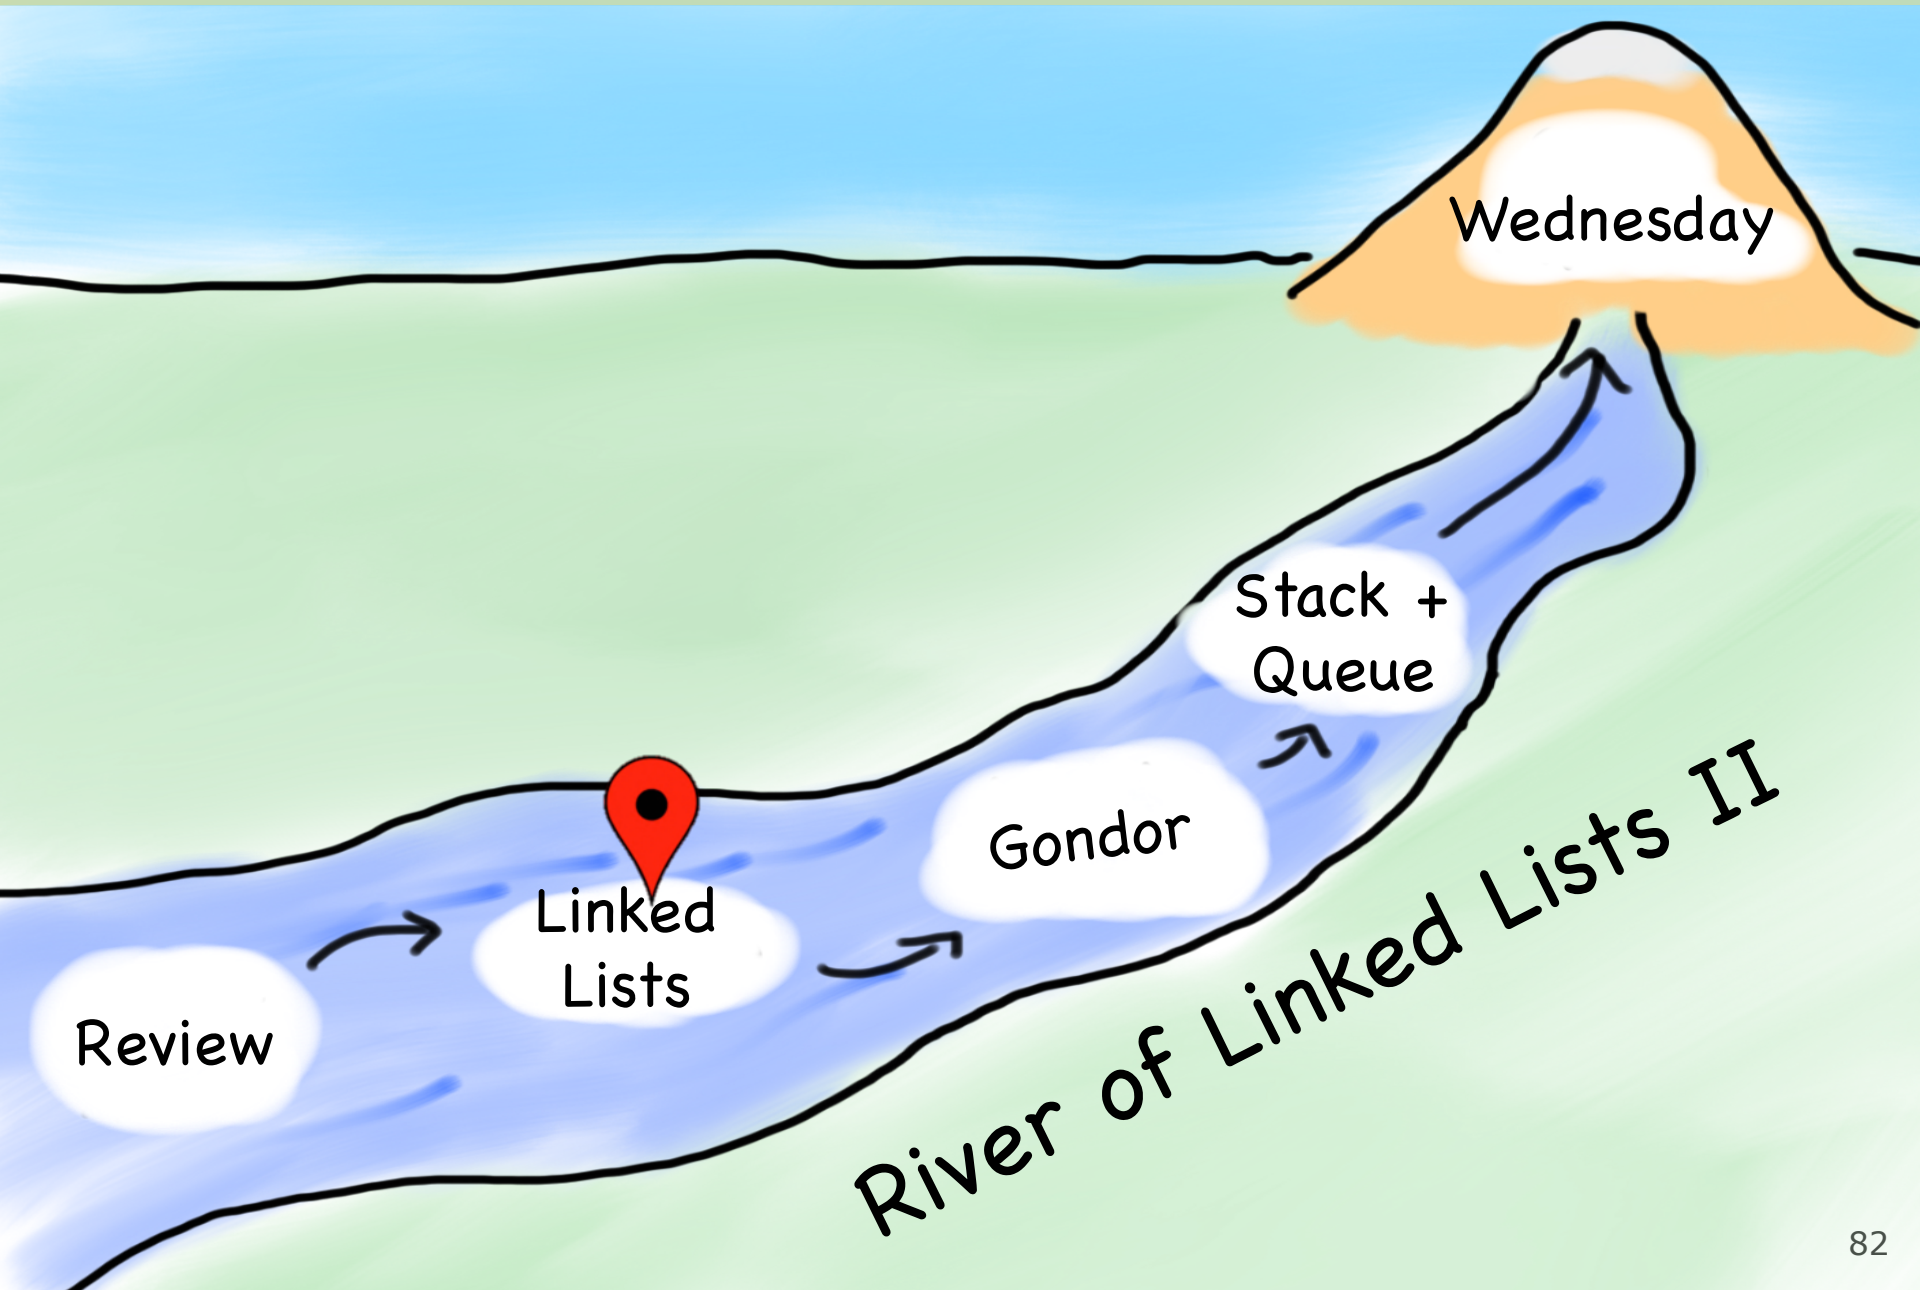 Wednesday
Stack +
Queue
Gondor
Linked
Lists
Review
River of Linked Lists II
82